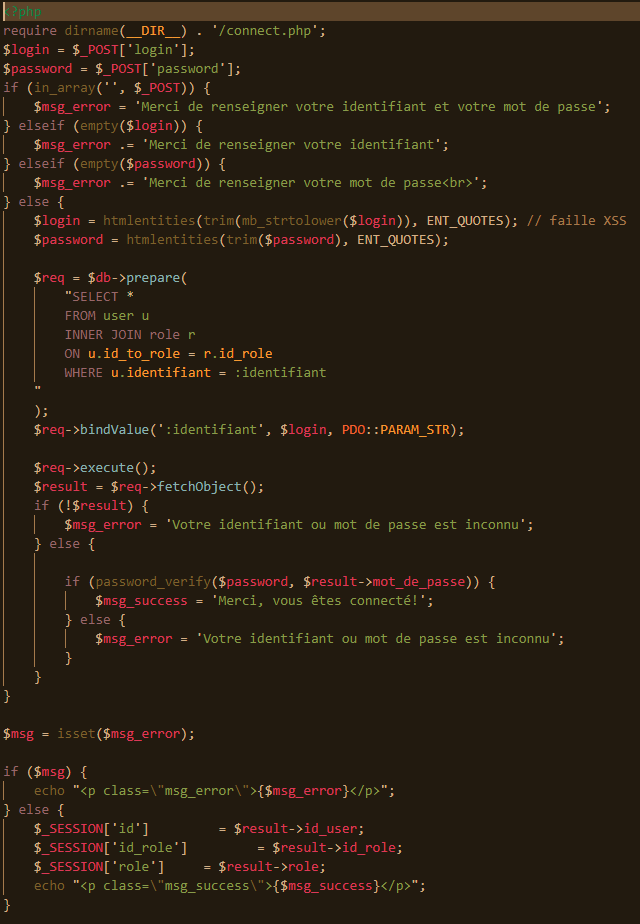 <?php
require dirname(__DIR__) . '/connect.php';
$login = $_POST['login'];
$password = $_POST['password'];
if (in_array('', $_POST)) {
    $msg_error = 'Merci de renseigner votre identifiant et votre mot de passe';
} elseif (empty($login)) {
    $msg_error .= 'Merci de renseigner votre identifiant';
} elseif (empty($password)) {
    $msg_error .= 'Merci de renseigner votre mot de passe<br>';
} else {
    $login = htmlentities(trim(mb_strtolower($login)), ENT_QUOTES); // faille XSS
    $password = htmlentities(trim($password), ENT_QUOTES);

    $req = $db->prepare(
        "SELECT *
        FROM user u
        INNER JOIN role r
        ON u.id_to_role = r.id_role
        WHERE u.identifiant = :identifiant
    "
    );
    $req->bindValue(':identifiant', $login, PDO::PARAM_STR);

    $req->execute();
    $result = $req->fetchObject();
    if (!$result) {
        $msg_error = 'Votre identifiant ou mot de passe est inconnu';
    } else {

        if (password_verify($password, $result->mot_de_passe)) {
            $msg_success = 'Merci, vous êtes connecté!';
        } else {
            $msg_error = 'Votre identifiant ou mot de passe est inconnu';
        }
    }
}

$msg = isset($msg_error);

if ($msg) {
    echo "<p class=\"msg_error\">{$msg_error}</p>";
} else {
    $_SESSION['id']         = $result->id_user;
    $_SESSION['id_role']         = $result->id_role;
    $_SESSION['role']     = $result->role;
    echo "<p class=\"msg_success\">{$msg_success}</p>";
}